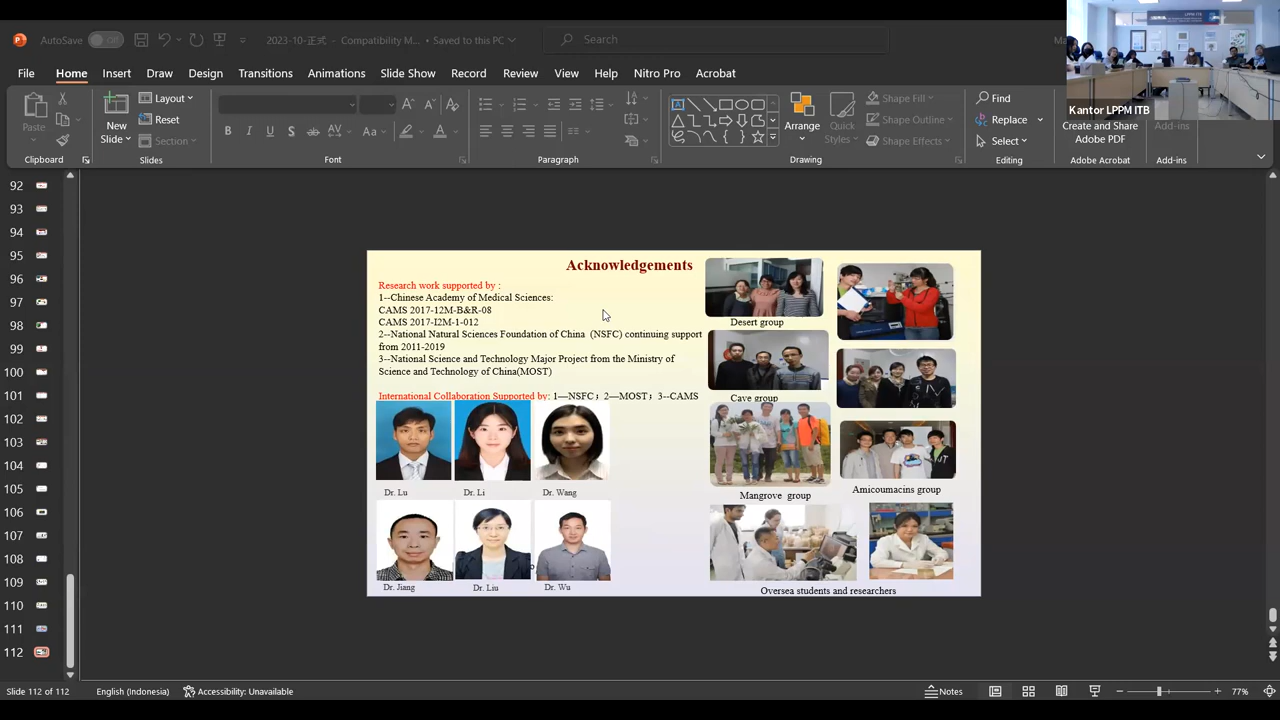 AutoSave
Off
2023-10-正式 - Compatibility M... • Saved to this PC
Search
LPPM ITB
File
Home
Insert
Draw
Design
Transitions
Animations
Slide Show
Record
Review
View
Help
Nitro Pro
Acrobat
Kantor LPPM ITB
Paste
Clipboard
New
Slide
Layout
Reset
Section
Slides
B I U S ab AV Aa A
Font
Paragraph
Arrange
Quick
Styles
Shape Fill
Shape Outline
Shape Effects
Drawing
Find
Replace
Select
Editing
Create and Share
Adobe PDF
Adobe Acrobat
Add-ins
Add-ins
92
93
94
95
96
97
98
99
100
101
102
103
104
105
106
107
108
109
110
111
112
Acknowledgements
Research work supported by :
1--Chinese Academy of Medical Sciences:
CAMS 2017-12M-B&R-08
CAMS 2017-I2M-1-012
2--National Natural Sciences Foundation of China (NSFC) continuing support
from 2011-2019
3--National Science and Technology Major Project from the Ministry of
Science and Technology of China(MOST)
International Collaboration Supported by: 1—NSFC；2—MOST；3--CAMS
Dr. Lu
Dr. Li
Dr. Wang
Dr. Jiang
Dr. Liu
Dr. Wu
Desert group
Cave group
Mangrove group
Amicoumacins group
Oversea students and researchers
Slide 112 of 112
English (Indonesia)
Accessibility: Unavailable
Notes
77%